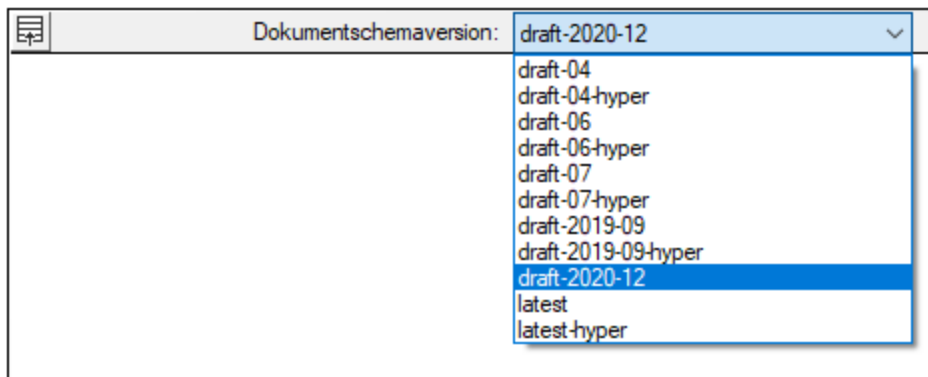 Dokumentschemaversion: draft-2020-12
draft-04
draft-04-hyper
draft-06
draft-06-hyper
draft-07
draft-07-hyper
draft-2019-09
draft-2019-09-hyper
draft-2020-12
latest
latest-hyper